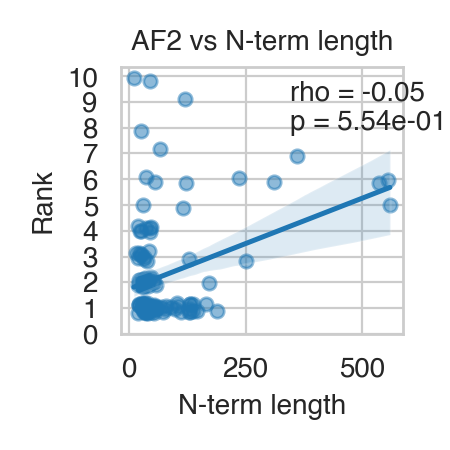 AF2 vs N-term length
rho = -0.05
p = 5.54e-01
10
9
8
7
6
5
4
3
2
1
0
Rank
0 250 500
N-term length